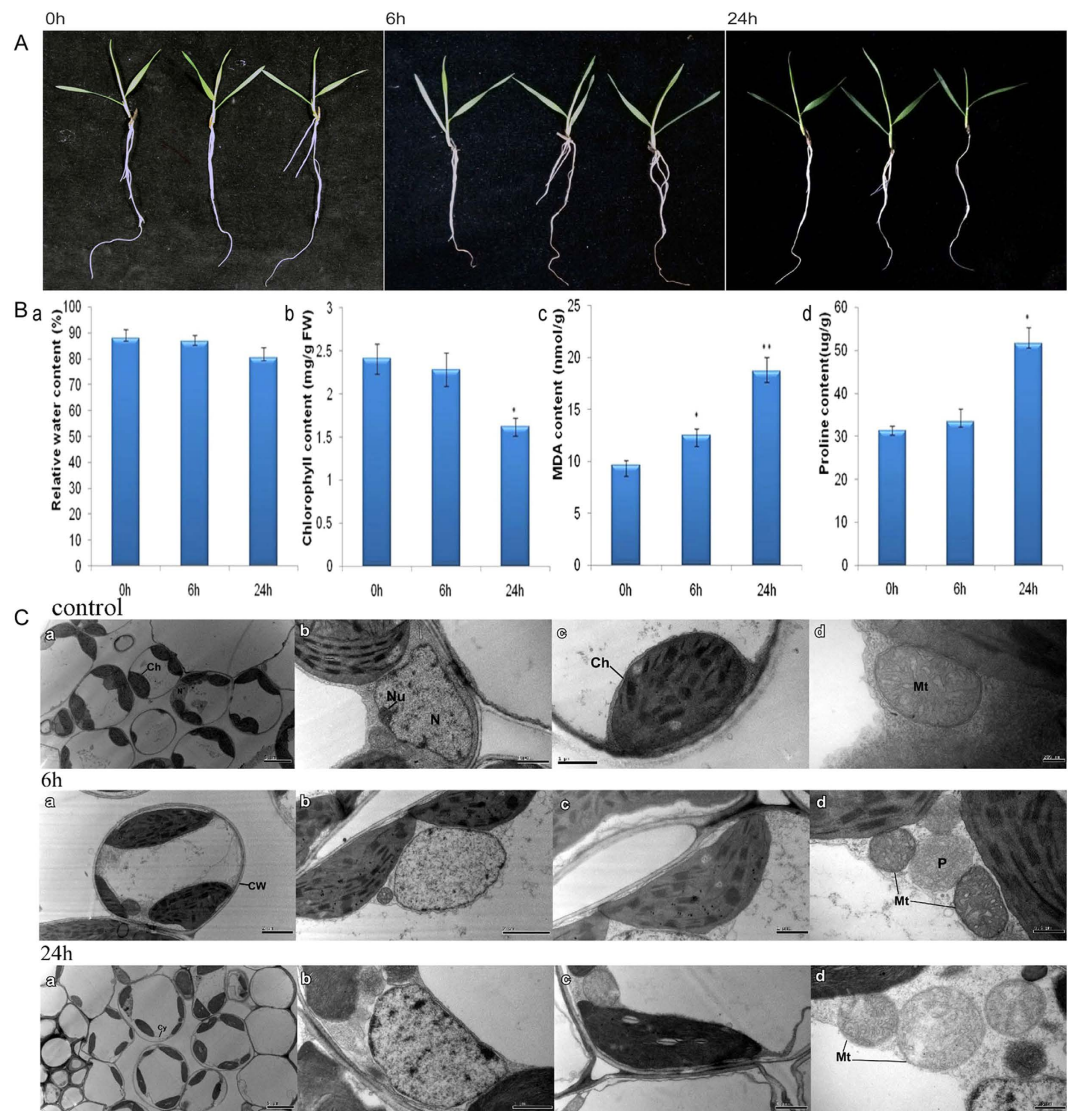 0h 6h 24h
A
B
a
Relative water content (%)
100
90
80
70
60
50
40
30
20
10
0
0h 6h 24h
b
Chlorophyll content (mg/g FW)
3
2.5
2
1.5
1
0.5
0
*
0h 6h 24h
c
MDA content (nmol/g)
25
20
15
10
5
0
*
**
0h 6h 24h
d
Proline content(ug/g)
60
50
40
30
20
10
0
*
0h 6h 24h
C
control
a
Ch
N
b
Nu
N
c
Ch
d
Mt
6h
a
CW
b
c
d
P
Mt
24h
a
Cy
b
c
d
Mt